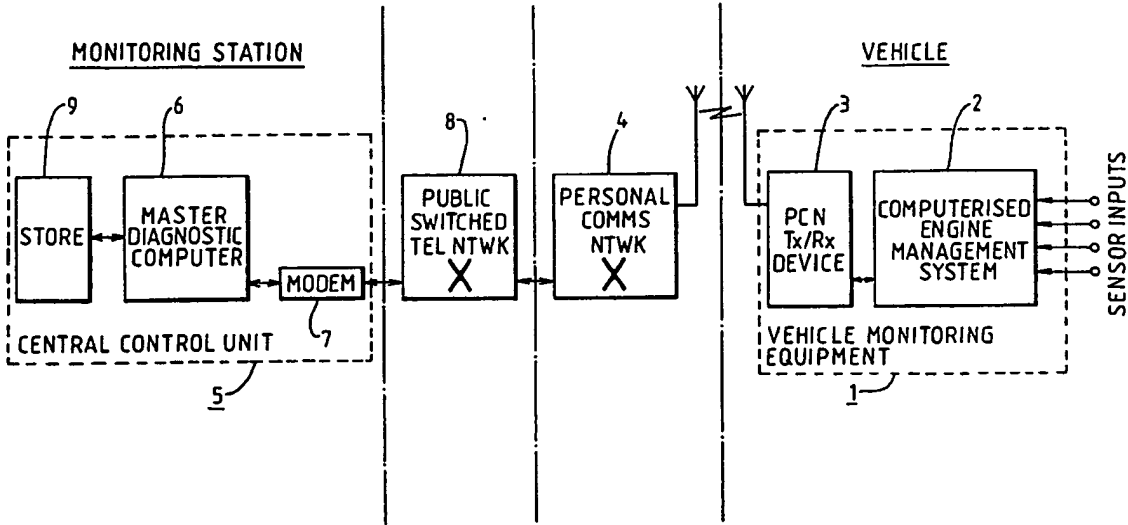 MONITORING STATION
VEHICLE
9
6
8
4
3
2
STORE
MASTER
DIAGNOSTIC
COMPUTER
MODEM
7
CENTRAL CONTROL UNIT
5
PUBLIC
SWITCHED
TEL NTWK
X
PERSONAL
COMMS
NTWK
X
PCN
Tx/Rx
DEVICE
COMPUTERISED
ENGINE
MANAGEMENT
SYSTEM
SENSOR INPUTS
VEHICLE MONITORING
EQUIPMENT
1